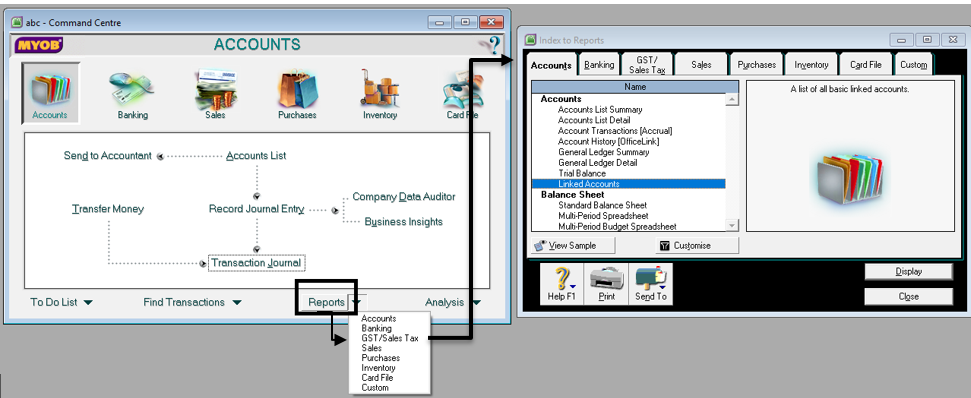 abc - Command Centre
MYOB
ACCOUNTS
?
Accounts
Banking
Sales
Purchases
Inventory
Card File
Send to Accountant
Accounts List
Transfer Money
Record Journal Entry
Company Data Auditor
Business Insights
Transaction Journal
To Do List
Find Transactions
Reports
Analysis
Accounts
Banking
GST/Sales Tax
Sales
Purchases
Inventory
Card File
Custom
Index to Reports
Accounts
Banking
GST/
Sales Tax
Sales
Purchases
Inventory
Card File
Custom
Name
Accounts
Accounts List Summary
Accounts List Detail
Account Transactions [Accrual]
Account History [OfficeLink]
General Ledger Summary
General Ledger Detail
Trial Balance
Linked Accounts
Balance Sheet
Standard Balance Sheet
Multi-Period Spreadsheet
Multi-Period Budget Spreadsheet
A list of all basic linked accounts.
View Sample
Customise
?
Help F1
Print
Send To
Display
Close